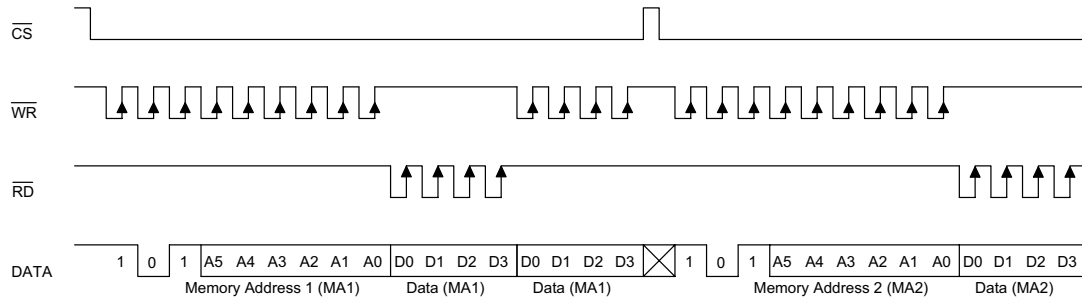 CS
WR
RD
DATA 1 0 1 A5 A4 A3 A2 A1 A0 D0 D1 D2 D3 D0 D1 D2 D3 1 0 1 A5 A4 A3 A2 A1 A0 D0 D1 D2 D3
Memory Address 1 (MA1) Data (MA1) Data (MA1) Memory Address 2 (MA2) Data (MA2)